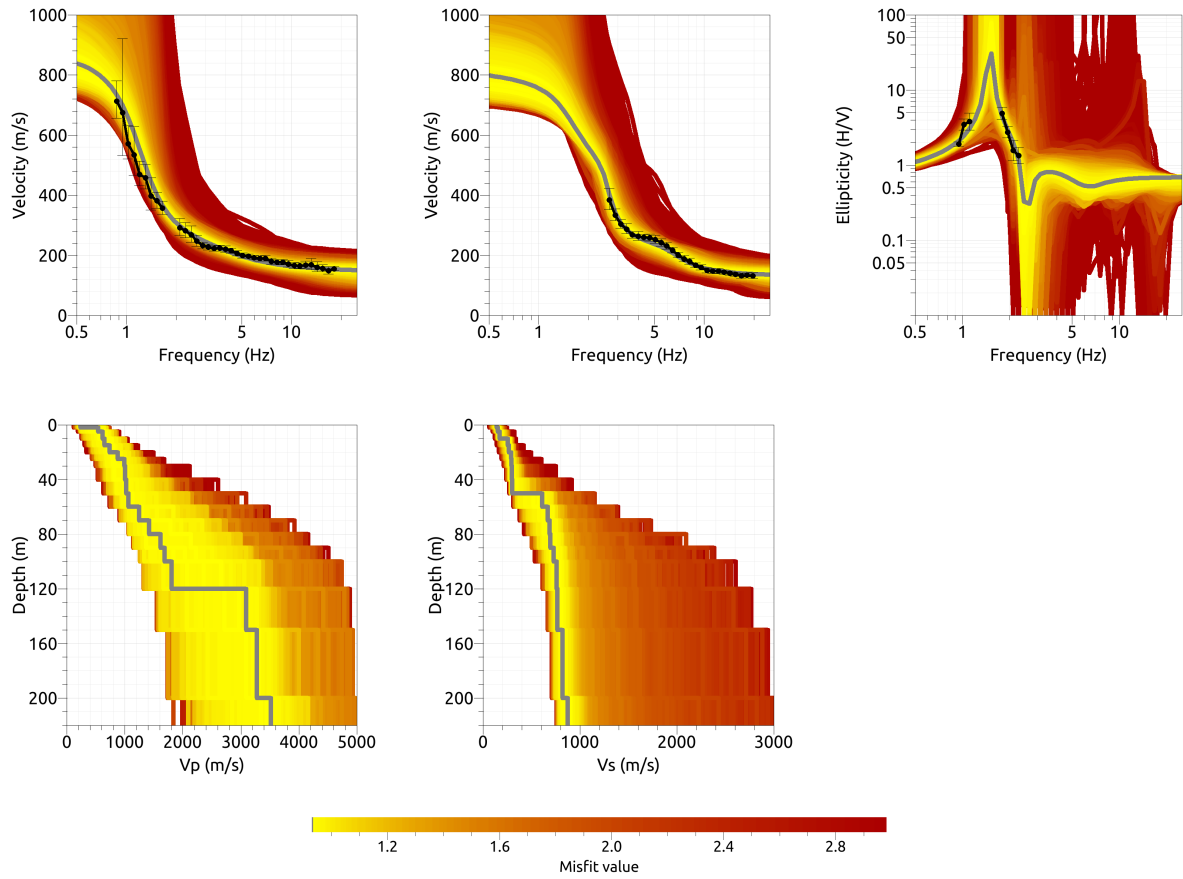 1000
800
600
400
200
0
Velocity (m/s)
0.5 1 5 10
Frequency (Hz)
1000
800
600
400
200
0
Velocity (m/s)
0.5 1 5 10
Frequency (Hz)
100
50
10
5
1
0.5
0.1
0.05
Ellipticity (H/V)
0.5 1 5 10
Frequency (Hz)
0
40
80
120
160
200
Depth (m)
0 1000 2000 3000 4000 5000
Vp (m/s)
0
40
80
120
160
200
Depth (m)
0 1000 2000 3000
Vs (m/s)
1.2 1.6 2.0 2.4 2.8
Misfit value